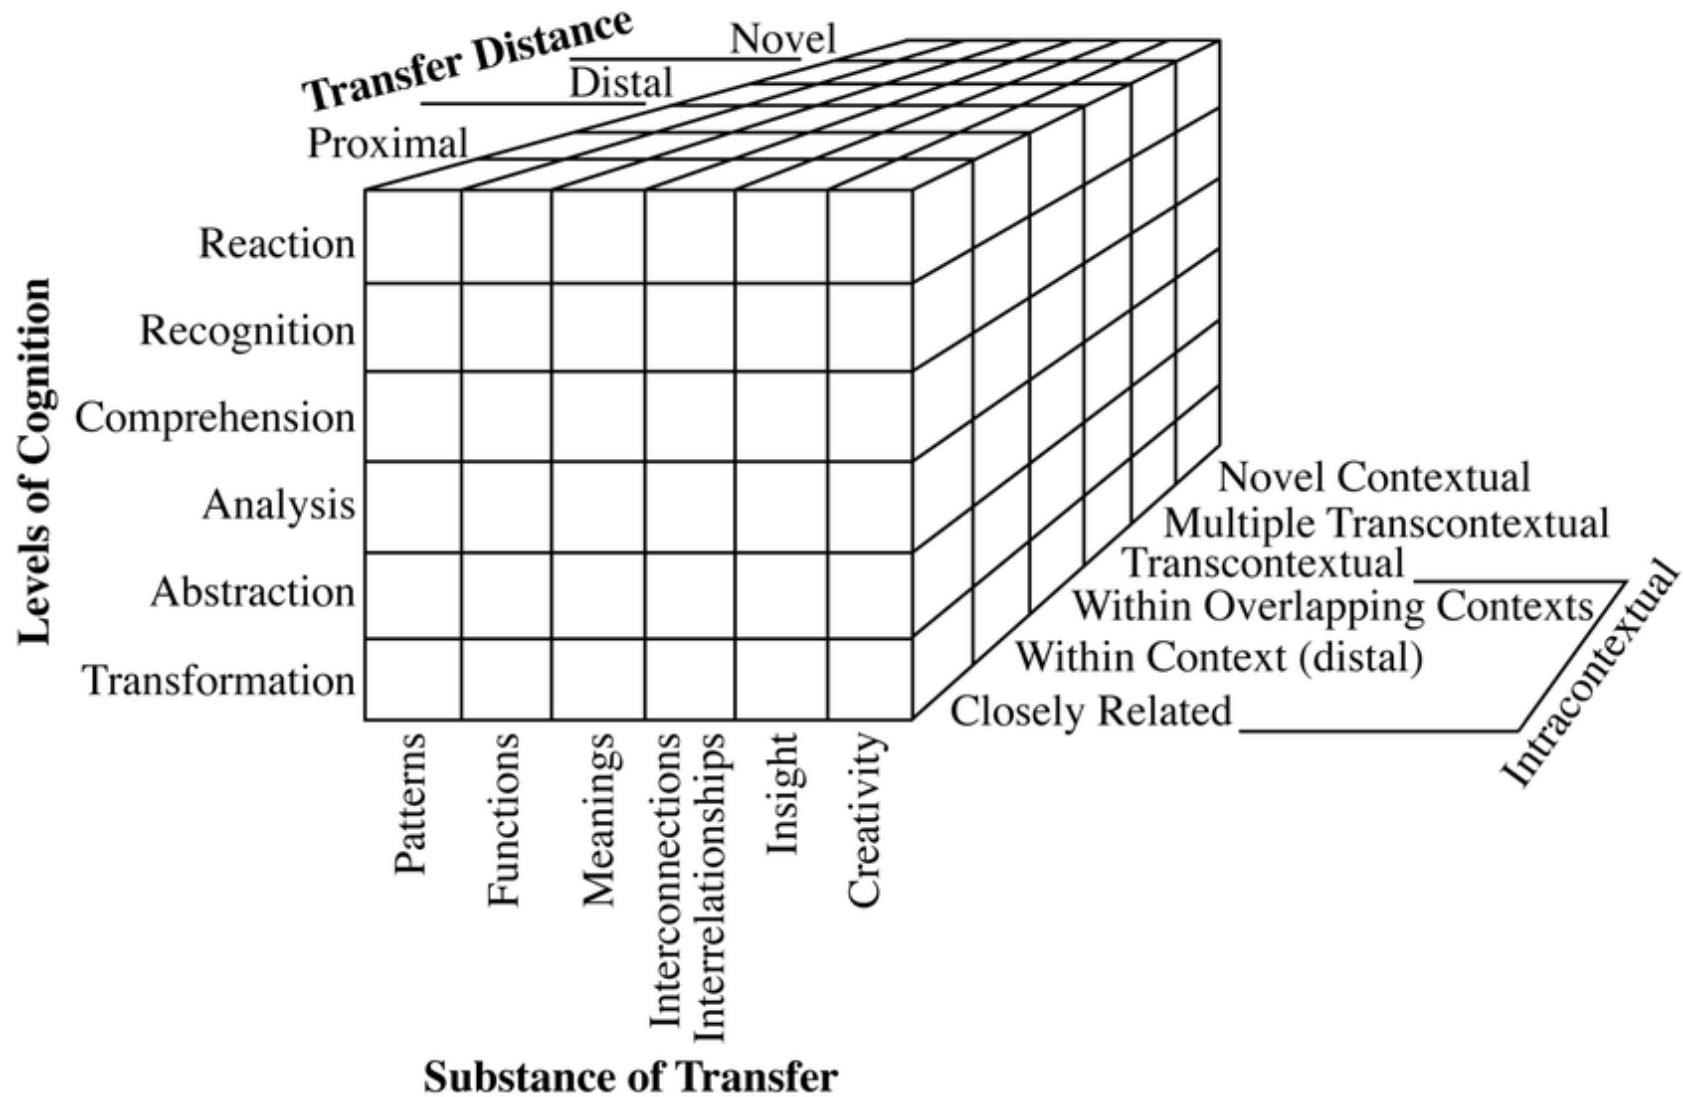 Transfer Distance
Novel
Distal
Proximal
Levels of Cognition
Reaction
Recognition
Comprehension
Analysis
Abstraction
Transformation
Novel Contextual
Multiple Transcontextual
Transcontextual
Within Overlapping Contexts
Within Context (distal)
Closely Related
Intracontextual
Patterns
Functions
Meanings
Interconnections
Interrelationships
Insight
Creativity
Substance of Transfer